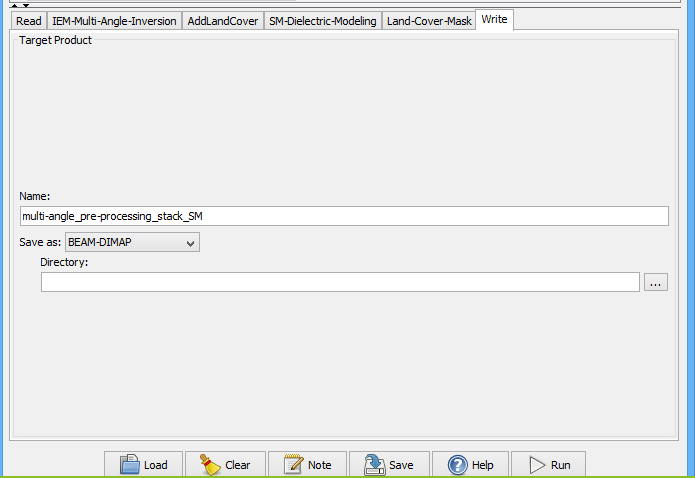 Read IEM-Multi-Angle-Inversion AddLandCover SM-Dielectric-Modeling Land-Cover-Mask Write
Target Product
Name:
multi-angle_pre-processing_stack_SM
Save as: BEAM-DIMAP
Directory:
...
Load Clear Note Save Help Run